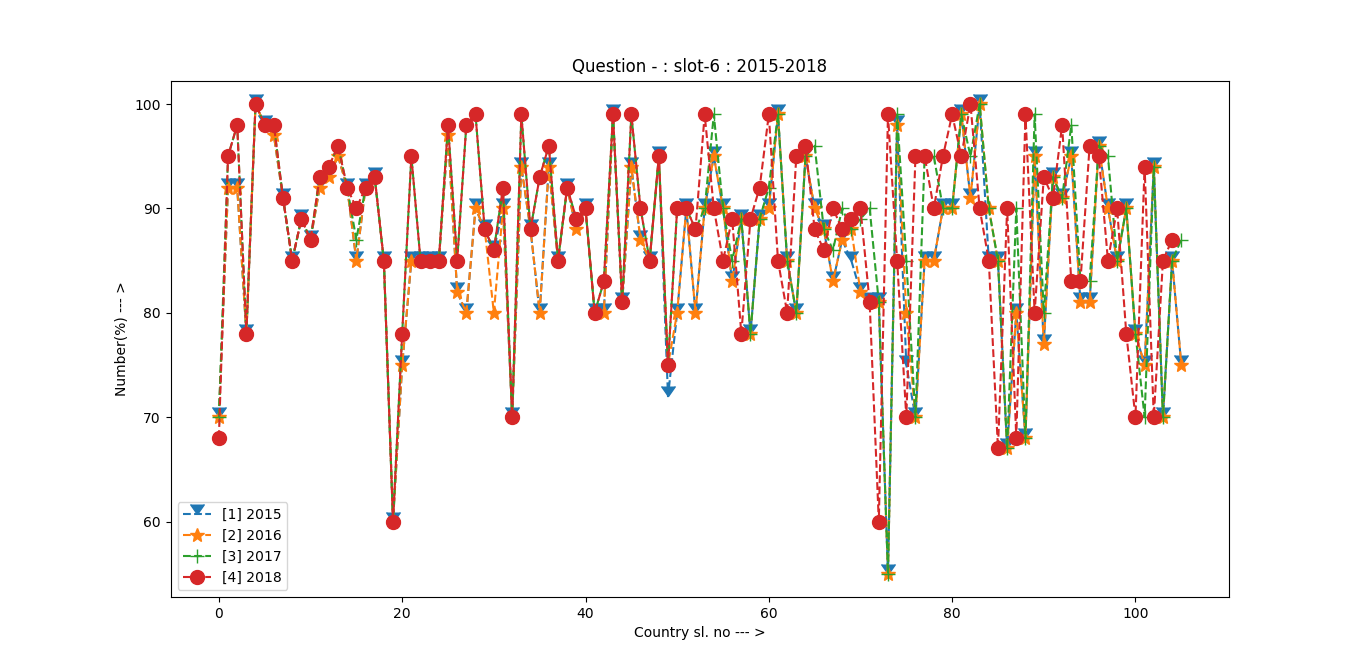 Question - : slot-6 : 2015-2018
Number(%) --- >
100
90
80
70
60
[1] 2015
[2] 2016
[3] 2017
[4] 2018
0 20 40 60 80 100
Country sl. no --- >